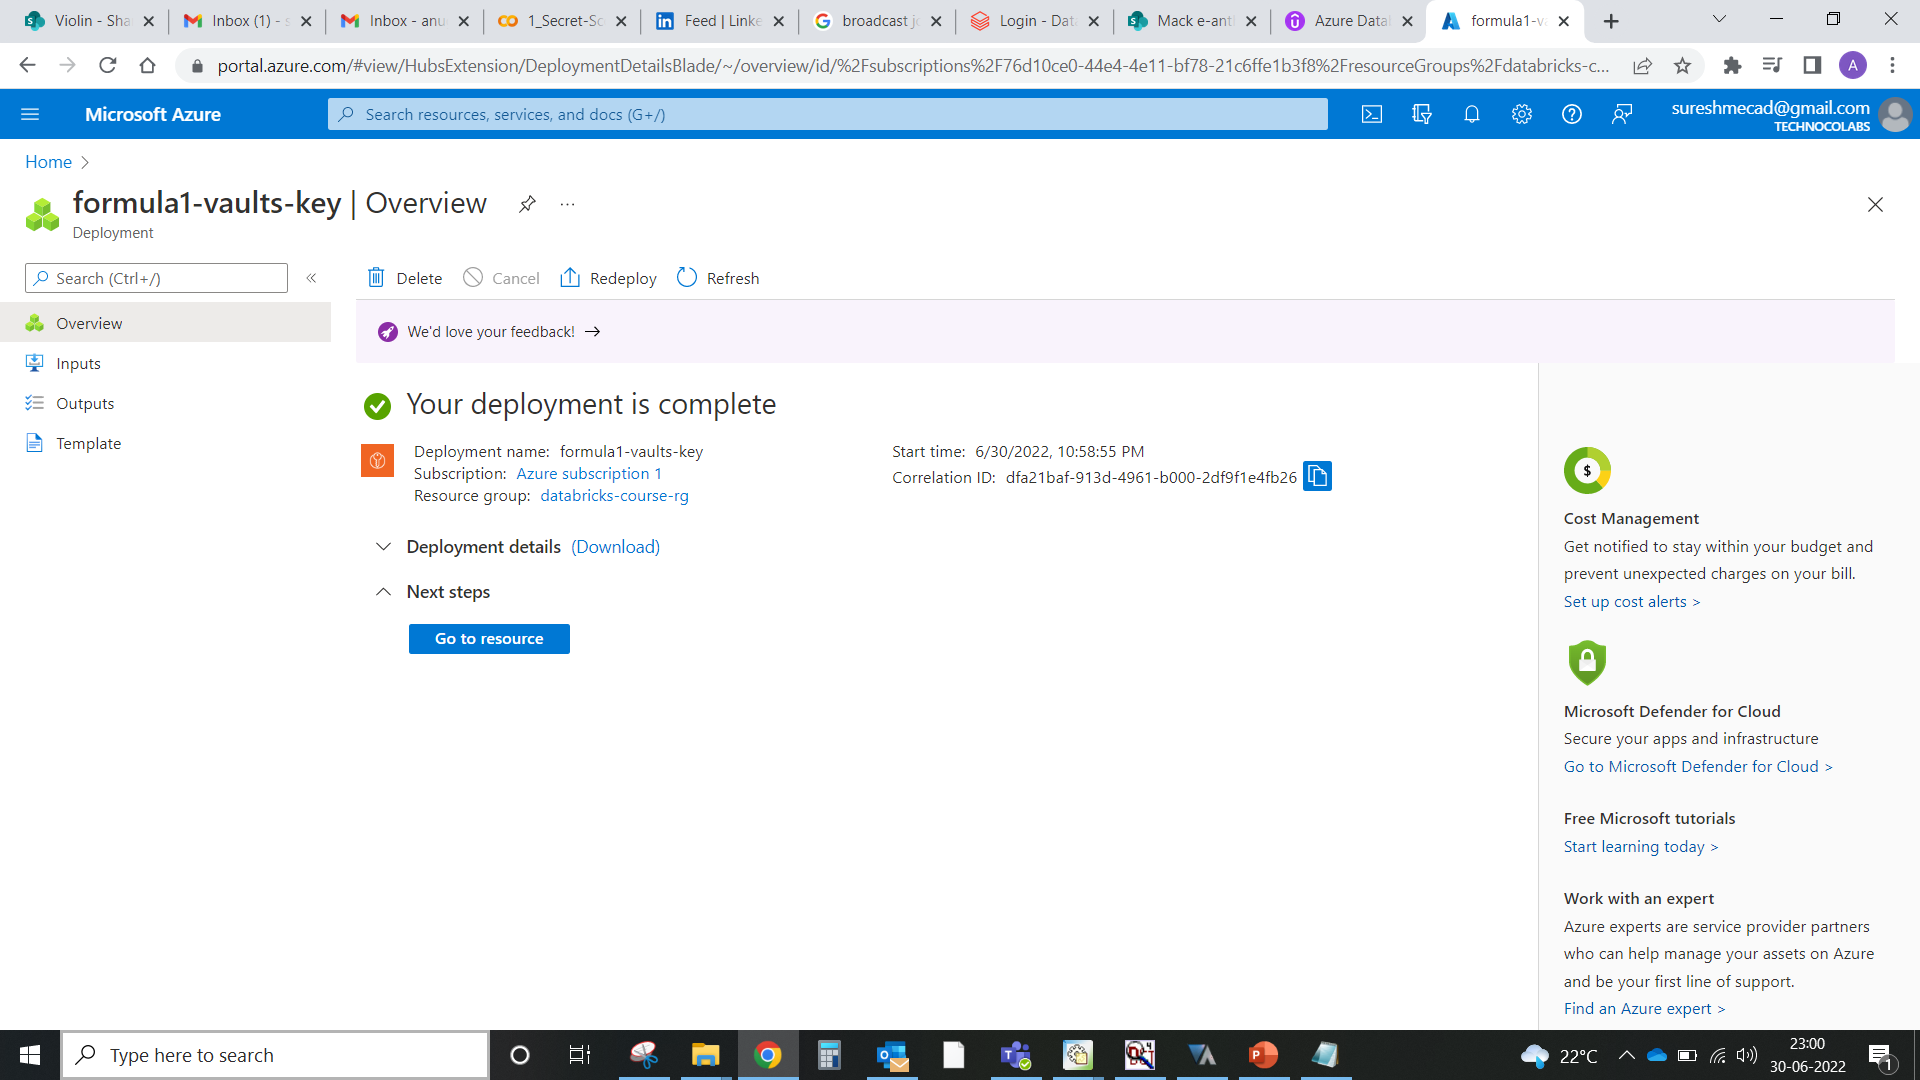 Violin - Sha
Inbox (1) - s
Inbox - anu
1_Secret-Sc
Feed | Linke
broadcast jo
Login - Data
Mack e-anth
Azure Datab
formula1-va
portal.azure.com/#view/HubsExtension/DeploymentDetailsBlade/~/overview/id/%2Fsubscriptions%2F76d10ce0-44e4-4e11-bf78-21c6ffe1b3f8%2FresourceGroups%2Fdatabricks-c...
A
Microsoft Azure
Search resources, services, and docs (G+/)
sureshmecad@gmail.com
TECHNOCOLABS
Home
formula1-vaults-key | Overview
Deployment
Search (Ctrl+/)
Delete
Cancel
Redeploy
Refresh
Overview
Inputs
Outputs
Template
We'd love your feedback!
Your deployment is complete
Deployment name: formula1-vaults-key
Subscription: Azure subscription 1
Resource group: databricks-course-rg
Start time: 6/30/2022, 10:58:55 PM
Correlation ID: dfa21baf-913d-4961-b000-2df9f1e4fb26
Deployment details (Download)
Next steps
Go to resource
Cost Management
Get notified to stay within your budget and
prevent unexpected charges on your bill.
Set up cost alerts >
Microsoft Defender for Cloud
Secure your apps and infrastructure
Go to Microsoft Defender for Cloud >
Free Microsoft tutorials
Start learning today >
Work with an expert
Azure experts are service provider partners
who can help manage your assets on Azure
and be your first line of support.
Find an Azure expert >
Type here to search
22°C
23:00
30-06-2022
1